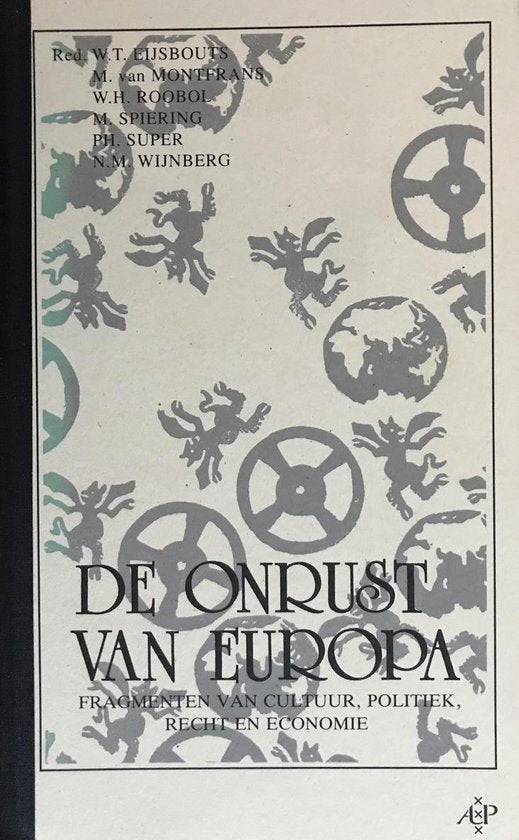 Red. W.T. EIJSBOUTS
M. van MONTFRANS
W.H. ROOBOL
M. SPIERING
PH. SUPER
N.M. WIJNBERG
DE ONRUST
VAN EUROPA
FRAGMENTEN VAN CULTUUR, POLITIEK,
RECHT EN ECONOMIE
AUP